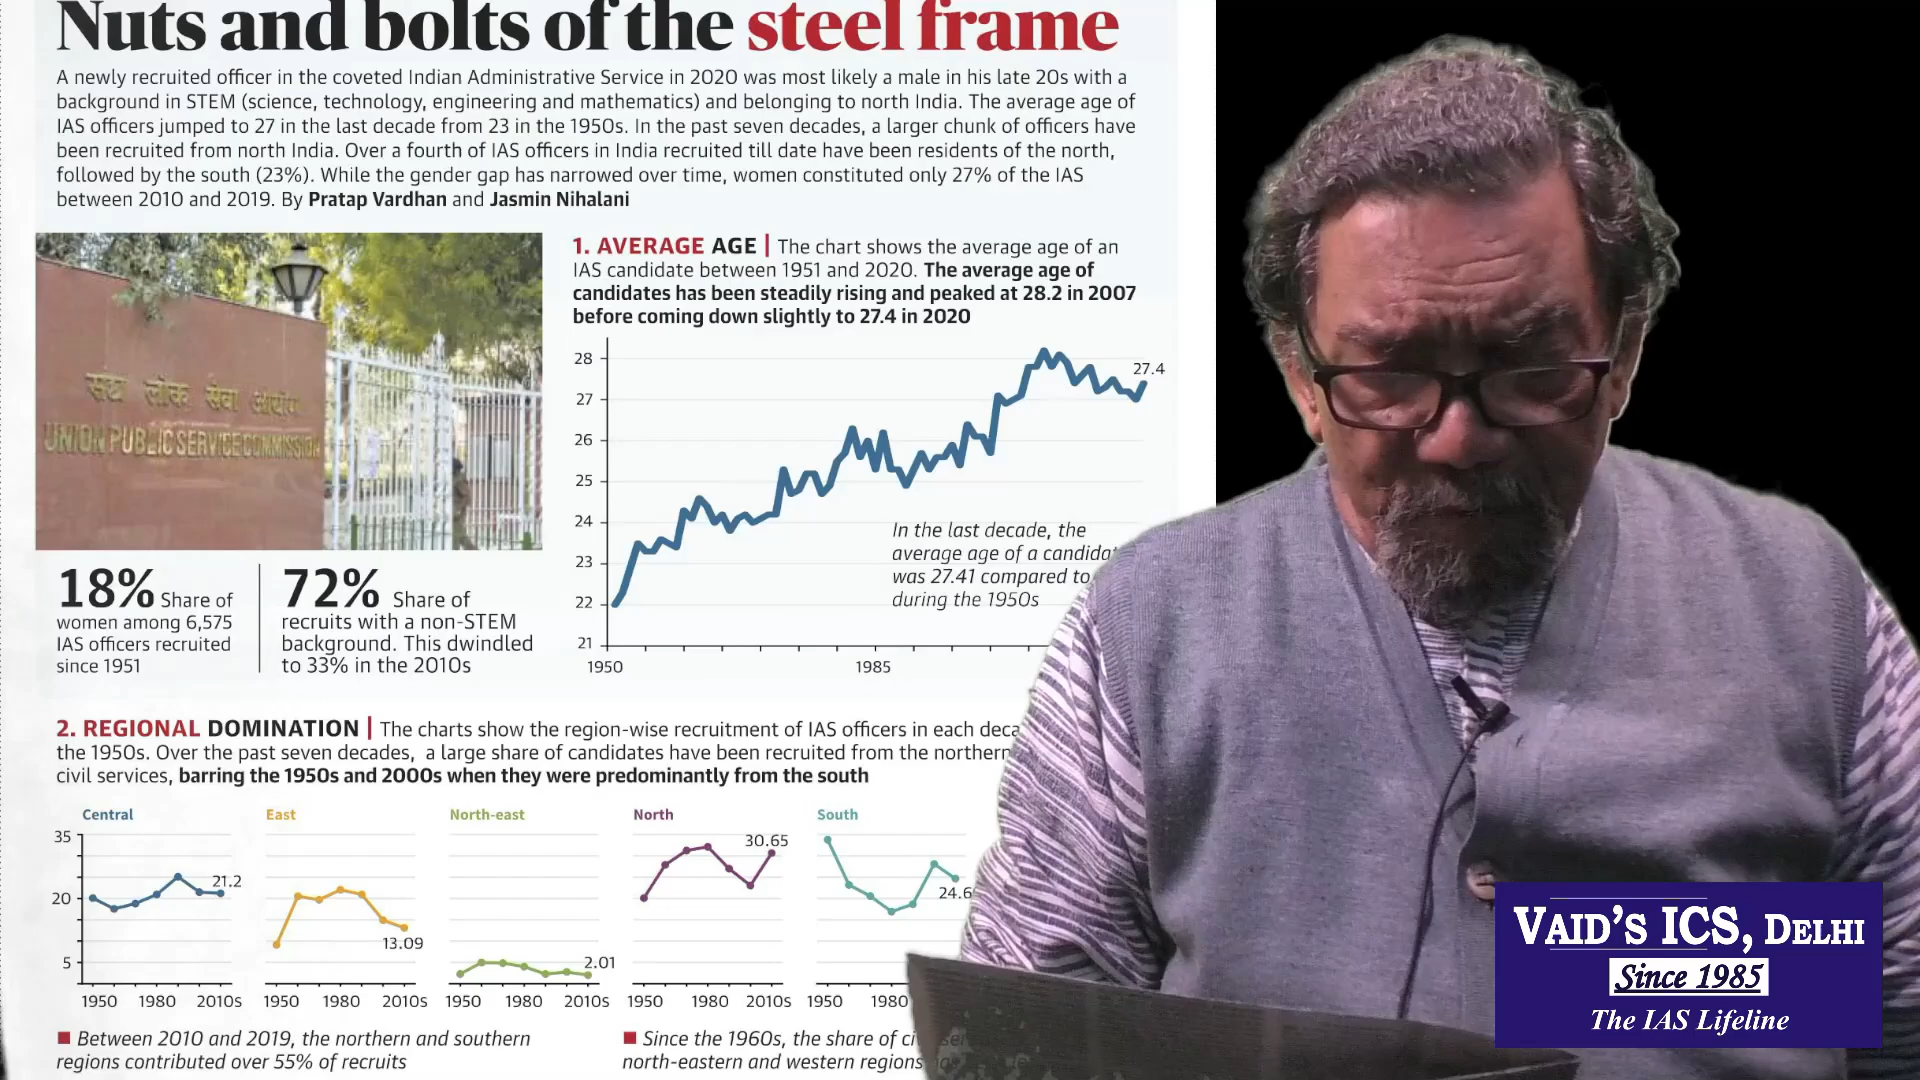 Nuts and bolts of the steel frame
A newly recruited officer in the coveted Indian Administrative Service in 2020 was most likely a male in his late 20s with a
background in STEM (science, technology, engineering and mathematics) and belonging to north India. The average age of
IAS officers jumped to 27 in the last decade from 23 in the 1950s. In the past seven decades, a larger chunk of officers have
been recruited from north India. Over a fourth of IAS officers in India recruited till date have been residents of the north,
followed by the south (23%). While the gender gap has narrowed over time, women constituted only 27% of the IAS
between 2010 and 2019. By Pratap Vardhan and Jasmin Nihalani
संघ लोक सेवा आयोग
UNION PUBLIC SERVICE COMMISSION
18% Share of
women among 6,575
IAS officers recruited
since 1951
72% Share of
recruits with a non-STEM
background. This dwindled
to 33% in the 2010s
1. AVERAGE AGE | The chart shows the average age of an
IAS candidate between 1951 and 2020. The average age of
candidates has been steadily rising and peaked at 28.2 in 2007
before coming down slightly to 27.4 in 2020
28
27.4
27
26
25
24
23
22
21
1950 1985
In the last decade, the
average age of a
was 27.41 compared to
during the 1950s
2. REGIONAL DOMINATION | The charts show the region-wise recruitment of IAS officers in each
the 1950s. Over the past seven decades, a large share of candidates have been recruited from the northern
civil services, barring the 1950s and 2000s when they were predominantly from the south
Central East North-east North South
35
20
5
21.2
13.09
2.01
30.65
24.6
1950 1980 2010s
1950 1980 2010s
1950 1980 2010s
1950 1980 2010s
1950 1980
■ Between 2010 and 2019, the northern and southern
regions contributed over 55% of recruits
■ Since the 1960s, the share of
north-eastern and western regions
VAID'S ICS, DELHI
Since 1985
The IAS Lifeline